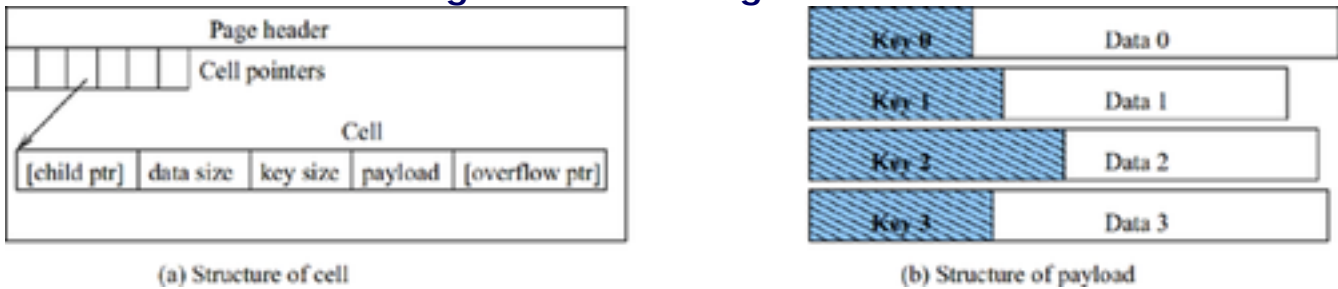 Page header
Cell pointers
Cell
[child ptr] data size key size payload [overflow ptr]
(a) Structure of cell
Key 0 Data 0
Key 1 Data 1
Key 2 Data 2
Key 3 Data 3
(b) Structure of payload